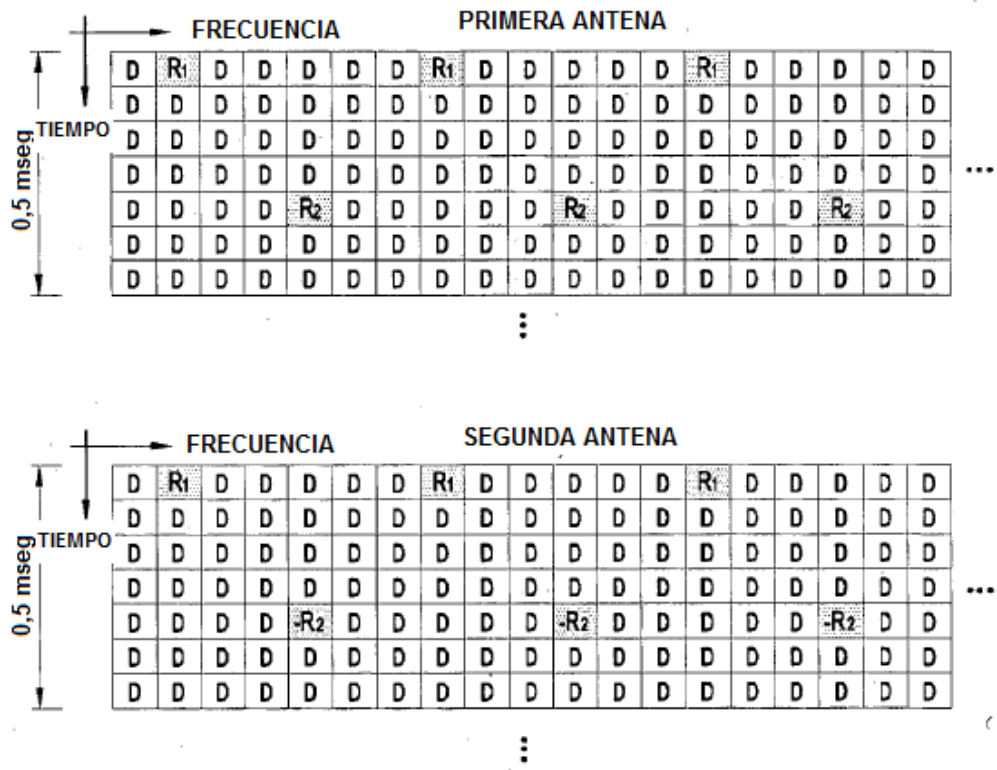 FRECUENCIA PRIMERA ANTENA
D R1 D D D D D R1 D D D D D R1 D D D D D
D D D D D D D D D D D D D D D D D D D
TIEMPO
D D D D D D D D D D D D D D D D D D D
D D D D D D D D D D D D D D D D D D D
...
0,5 mseg
D D D D R2 D D D D D R2 D D D D D R2 D D
D D D D D D D D D D D D D D D D D D D
D D D D D D D D D D D D D D D D D D D
FRECUENCIA SEGUNDA ANTENA
D R1 D D D D D R1 D D D D D R1 D D D D D
D D D D D D D D D D D D D D D D D D D
TIEMPO
D D D D D D D D D D D D D D D D D D D
D D D D D D D D D D D D D D D D D D D
...
0,5 mseg
D D D D -R2 D D D D D -R2 D D D D D -R2 D D
D D D D D D D D D D D D D D D D D D D
D D D D D D D D D D D D D D D D D D D